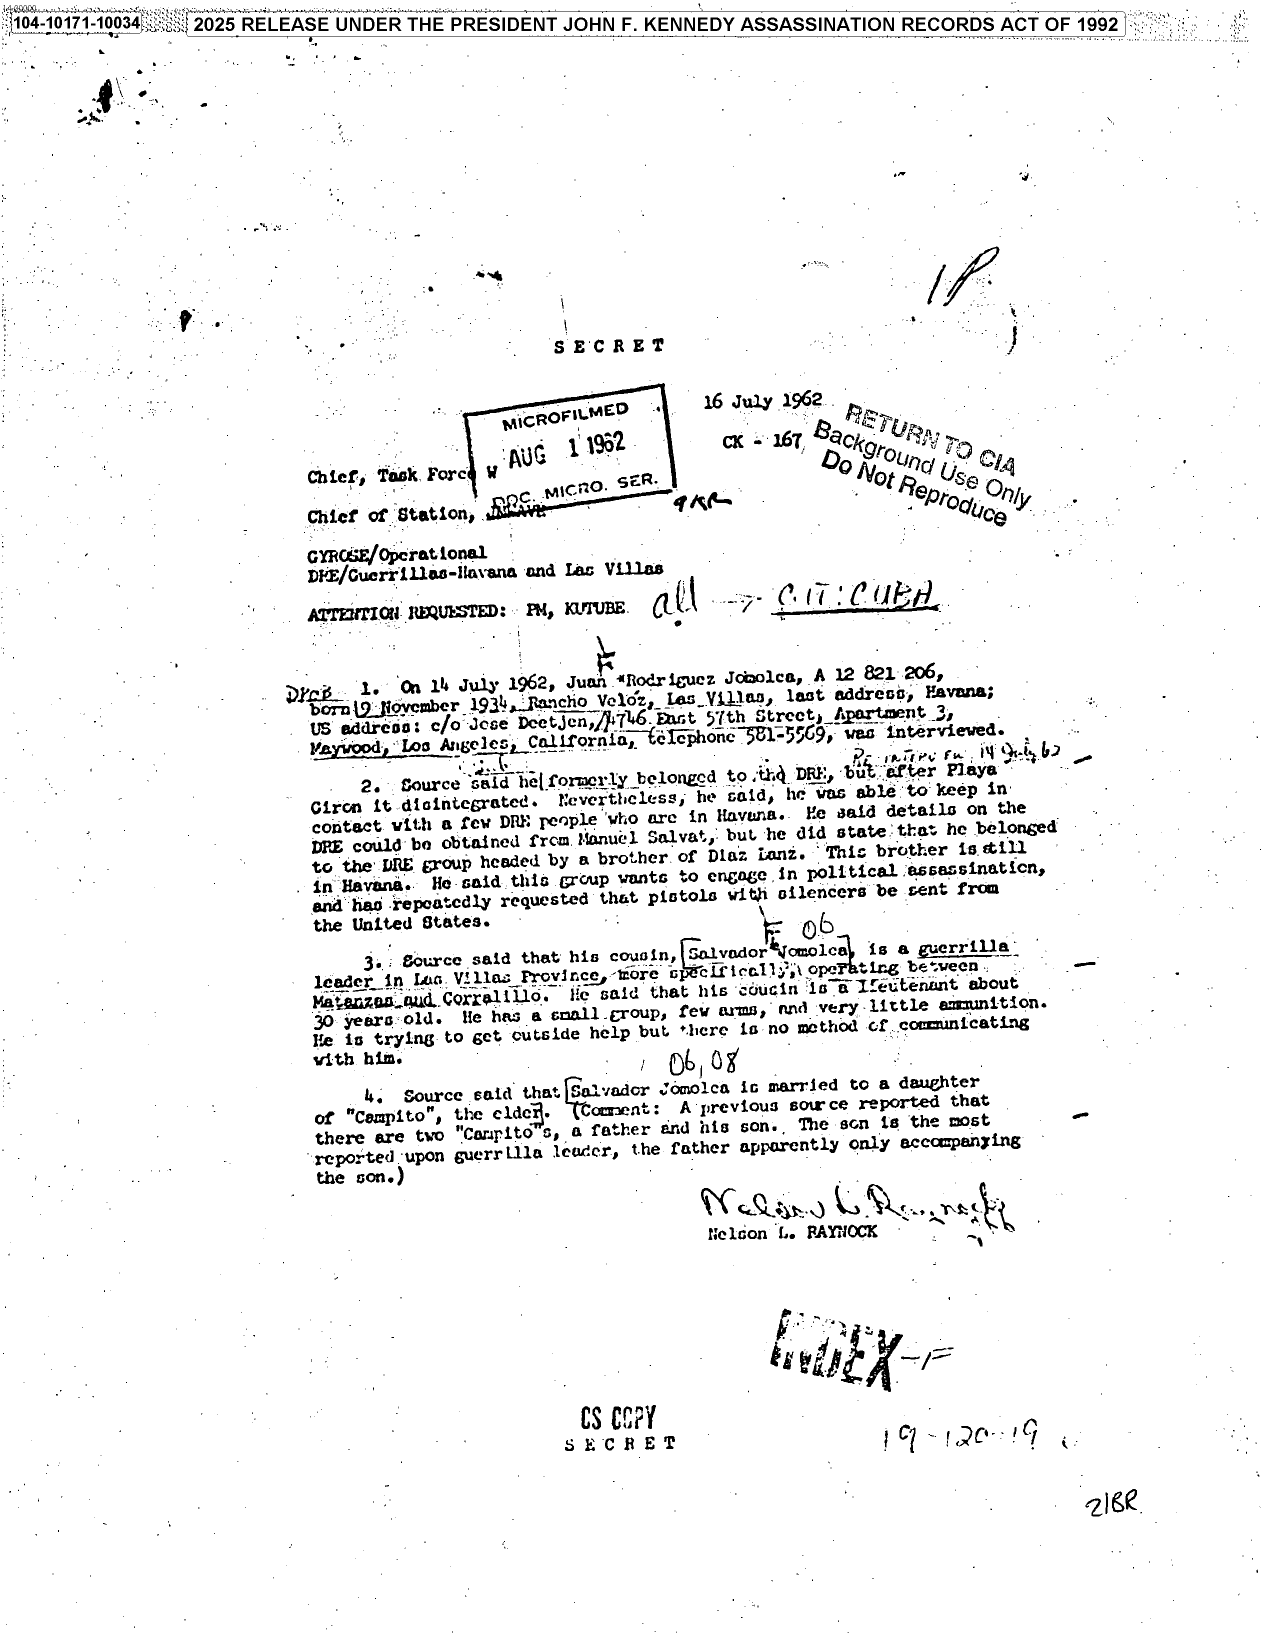 14-00000
104-10171-10034 2025 RELEASE UNDER THE PRESIDENT JOHN F. KENNEDY ASSASSINATION RECORDS ACT OF 1992
1P
SECRET
MICROFILMED
AUG 1 1962
DOC. MICRO. SER.
16 July 1962
CK - 167
RETURN TO CIA
Background Use Only
Do Not Reproduce
Chief, Task Force W
Chief of Station, JMWAVE
GYROSE/Operational
DRE/Guerrillas-Havana and Las Villas
ATTENTION REQUESTED: PM, KUTUBE all → CIT: CUBA
1. On 14 July 1962, Juan *Rodriguez Jomolca, A 12 821 206,
born 9 November 1934, Rancho Veloz, Las Villas, last address, Havana;
US address: c/o Jose Deetjen, 4746 East 57th Street, Apartment 3,
Maywood, Los Angeles, California, telephone 581-5569, was interviewed.
2. Source said he formerly belonged to the DRE, but after Playa
Giron it disintegrated. Nevertheless, he said, he was able to keep in
contact with a few DRE people who are in Havana. He said details on the
DRE could be obtained from Manuel Salvat, but he did state that he belonged
to the DRE group headed by a brother of Diaz Lanz. This brother is still
in Havana. He said this group wants to engage in political assassination,
and has repeatedly requested that pistols with silencers be sent from
the United States.
06
3. Source said that his cousin, Salvador *Jomolca, is a guerrilla
leader in Las Villas Province, more specifically, operating between
Matanzas and Corralillo. He said that his cousin is a lieutenant about
30 years old. He has a small group, few arms, and very little ammunition.
He is trying to get outside help but there is no method of communicating
with him.
06, 08
4. Source said that Salvador Jomolca is married to a daughter
of "Campito", the elder. (Comment: A previous source reported that
there are two "Campito"s, a father and his son. The son is the most
reported upon guerrilla leader, the father apparently only accompanying
the son.)
Nelson L. Raynock
Nelson L. RAYNOCK
INDEX
CS COPY
SECRET
19-120-19
21BR